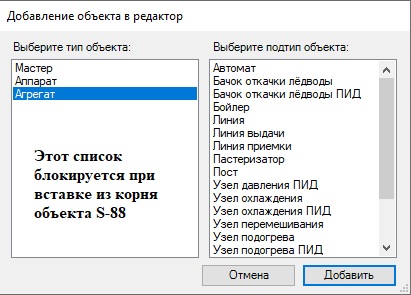 Добавление объекта в редактор
Выберите тип объекта:
Мастер
Аппарат
Агрегат
Этот список
блокируется при
вставке из корня
объекта S-88
Выберите подтип объекта:
Автомат
Бачок откачки лёдводы
Бачок откачки лёдводы ПИД
Бойлер
Линия
Линия выдачи
Линия приемки
Пастеризатор
Пост
Узел давления ПИД
Узел охлаждения
Узел охлаждения ПИД
Узел перемешивания
Узел подогрева
Узел подогрева ПИД
Отмена
Добавить